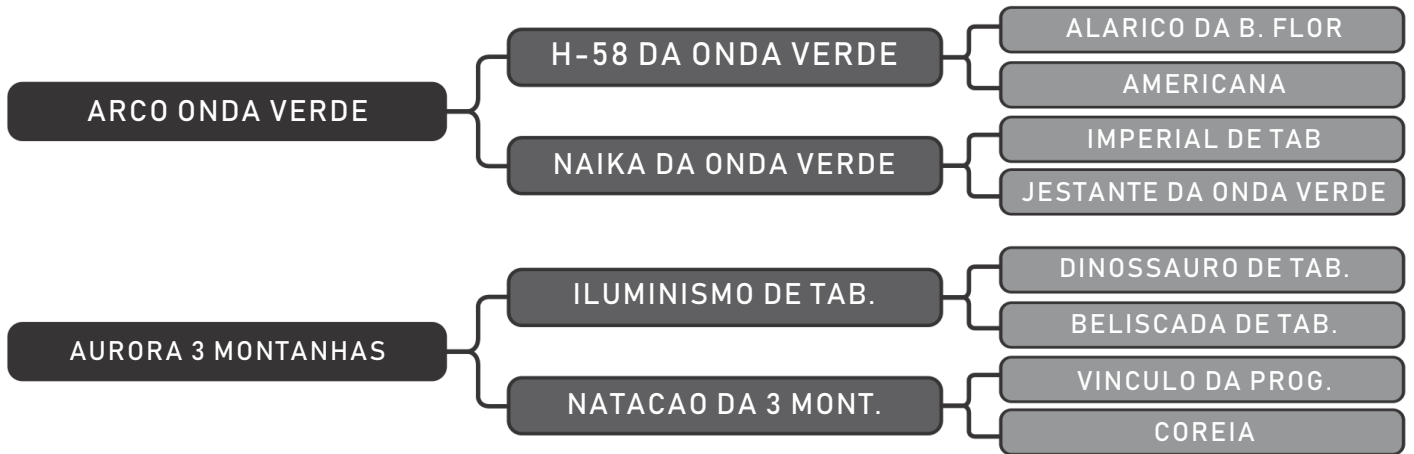 ARCO ONDA VERDE
H-58 DA ONDA VERDE
NAIKA DA ONDA VERDE
ALARICO DA B. FLOR
AMERICANA
IMPERIAL DE TAB
JESTANTE DA ONDA VERDE
AURORA 3 MONTANHAS
ILUMINISMO DE TAB.
NATACAO DA 3 MONT.
DINOSSAURO DE TAB.
BELISCADA DE TAB.
VINCULO DA PROG.
COREIA